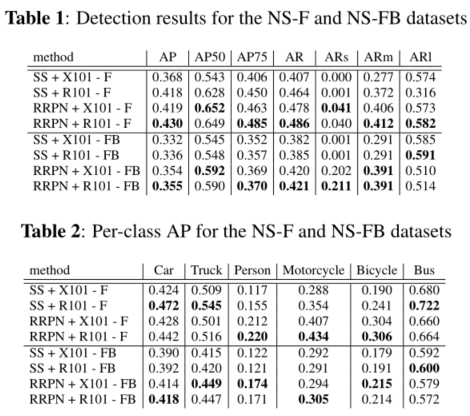 Table 1: Detection results for the NS-F and NS-FB datasets
method AP AP50 AP75 AR ARs ARm ARl
SS + X101 - F 0.368 0.543 0.406 0.407 0.000 0.277 0.574
SS + R101 - F 0.418 0.628 0.450 0.464 0.001 0.372 0.316
RRPN + X101 - F 0.419 0.652 0.463 0.478 0.041 0.406 0.573
RRPN + R101 - F 0.430 0.649 0.485 0.486 0.040 0.412 0.582
SS + X101 - FB 0.332 0.545 0.352 0.382 0.001 0.291 0.585
SS + R101 - FB 0.336 0.548 0.357 0.385 0.001 0.291 0.591
RRPN + X101 - FB 0.354 0.592 0.369 0.420 0.202 0.391 0.510
RRPN + R101 - FB 0.355 0.590 0.370 0.421 0.211 0.391 0.514
Table 2: Per-class AP for the NS-F and NS-FB datasets
method Car Truck Person Motorcycle Bicycle Bus
SS + X101 - F 0.424 0.509 0.117 0.288 0.190 0.680
SS + R101 - F 0.472 0.545 0.155 0.354 0.241 0.722
RRPN + X101 - F 0.428 0.501 0.212 0.407 0.304 0.660
RRPN + R101 - F 0.442 0.516 0.220 0.434 0.306 0.664
SS + X101 - FB 0.390 0.415 0.122 0.292 0.179 0.592
SS + R101 - FB 0.392 0.420 0.121 0.291 0.191 0.600
RRPN + X101 - FB 0.414 0.449 0.174 0.294 0.215 0.579
RRPN + R101 - FB 0.418 0.447 0.171 0.305 0.214 0.572